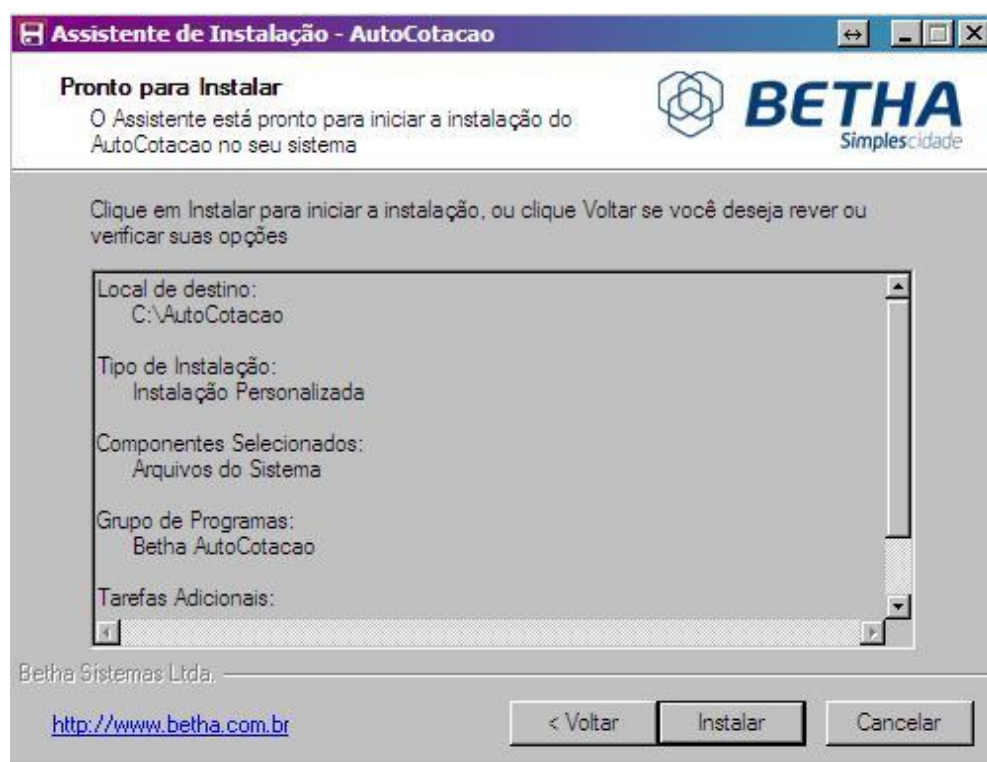 Assistente de Instalação - AutoCotacao
Pronto para Instalar
O Assistente está pronto para iniciar a instalação do
AutoCotacao no seu sistema
BETHA
Simplescidade
Clique em Instalar para iniciar a instalação, ou clique Voltar se você deseja rever ou
verificar suas opções
Local de destino:
C:\AutoCotacao
Tipo de Instalação:
Instalação Personalizada
Componentes Selecionados:
Arquivos do Sistema
Grupo de Programas:
Betha AutoCotacao
Tarefas Adicionais:
Betha Sistemas Ltda.
http://www.betha.com.br
< Voltar
Instalar
Cancelar